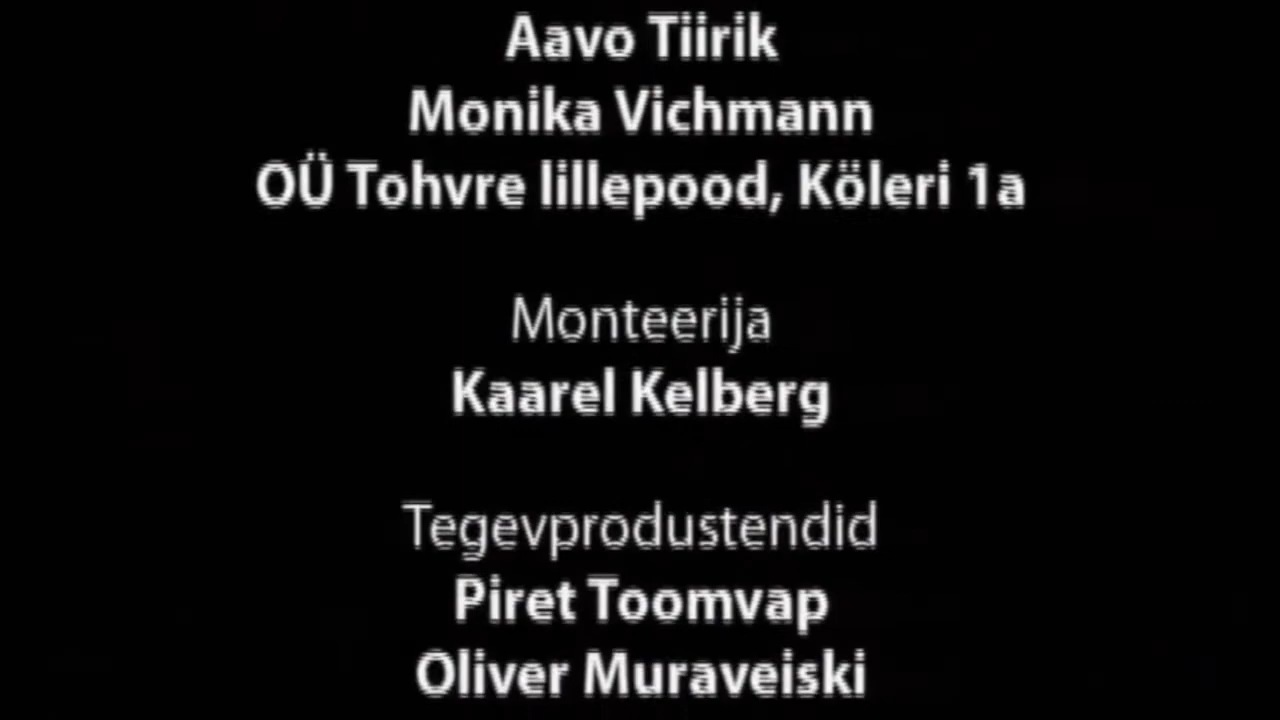 Aavo Tiirik
Monika Vichmann
OÜ Tohvre lillepood, Köleri 1a
Monteerija
Kaarel Kelberg
Tegevprodustendid
Piret Toomvap
Oliver Muraveiski